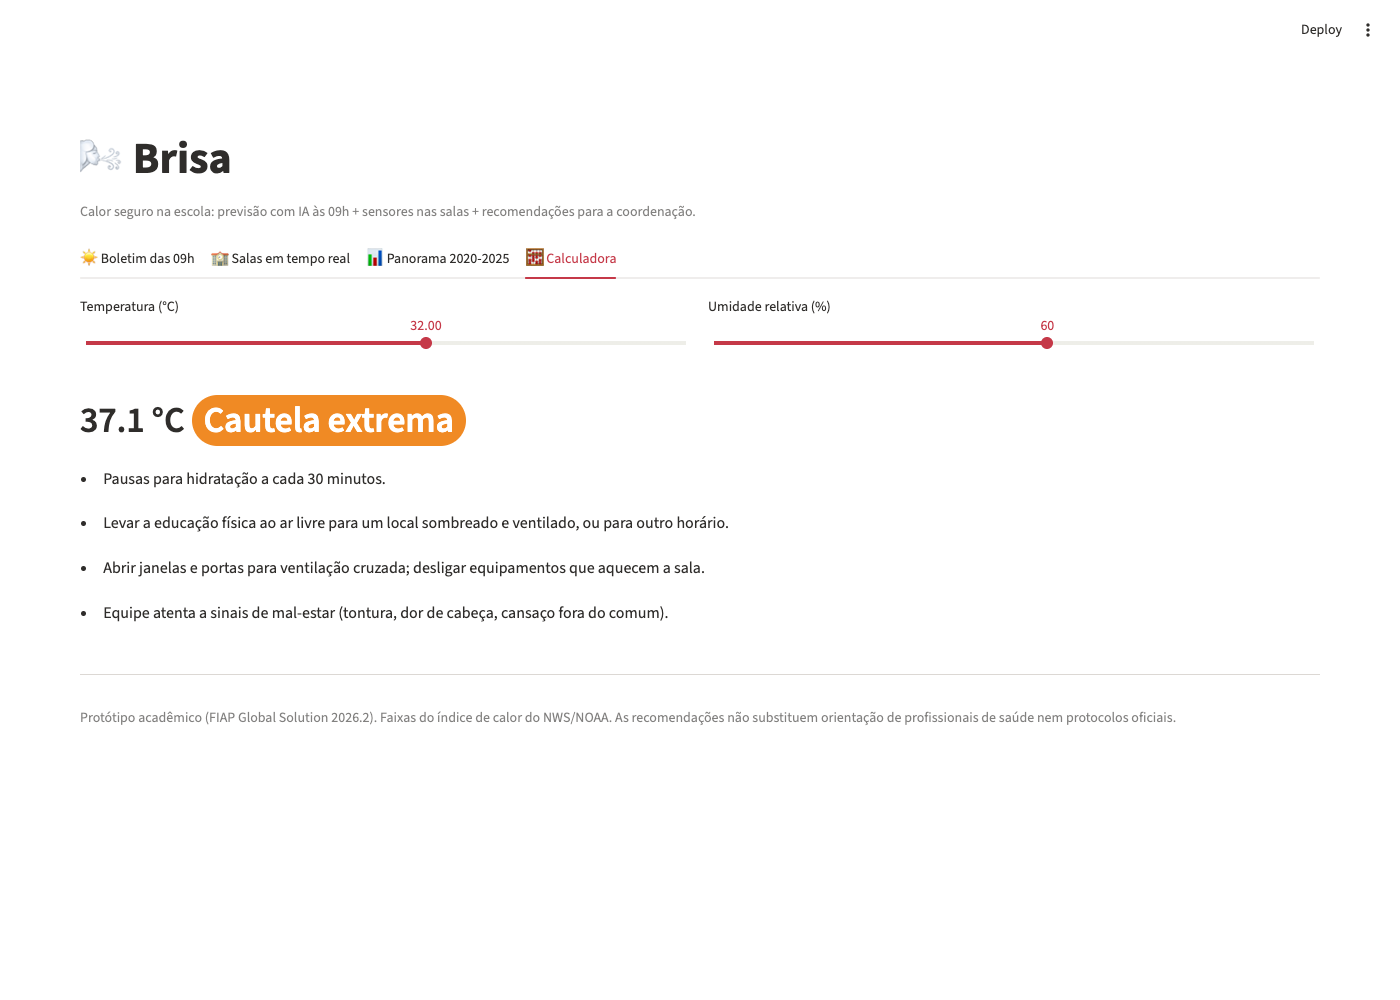 Deploy
Brisa
Calor seguro na escola: previsão com IA às 09h + sensores nas salas + recomendações para a coordenação.
Boletim das 09h Salas em tempo real Panorama 2020-2025 Calculadora
Temperatura (°C) Umidade relativa (%)
32.00 60
37.1 °C Cautela extrema
• Pausas para hidratação a cada 30 minutos.
• Levar a educação física ao ar livre para um local sombreado e ventilado, ou para outro horário.
• Abrir janelas e portas para ventilação cruzada; desligar equipamentos que aquecem a sala.
• Equipe atenta a sinais de mal-estar (tontura, dor de cabeça, cansaço fora do comum).
Protótipo acadêmico (FIAP Global Solution 2026.2). Faixas do índice de calor do NWS/NOAA. As recomendações não substituem orientação de profissionais de saúde nem protocolos oficiais.